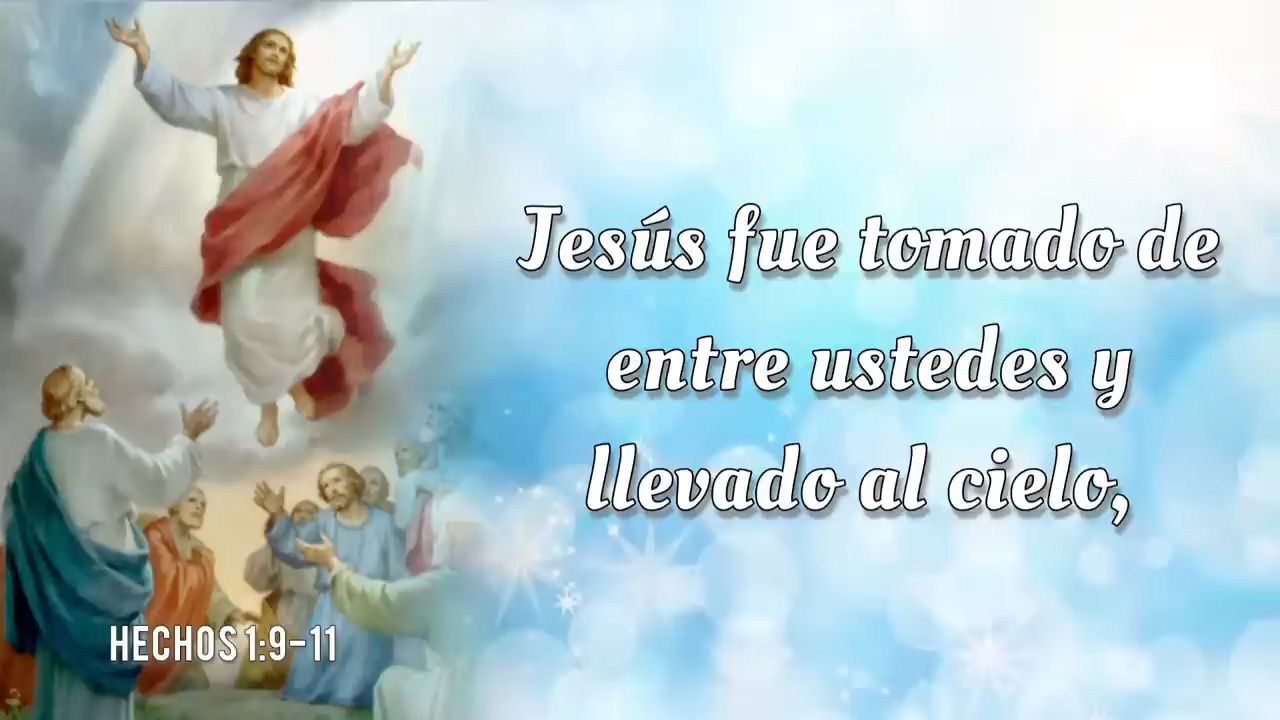 Jesús fue tomado de
entre ustedes y
llevado al cielo,
HECHOS 1:9-11